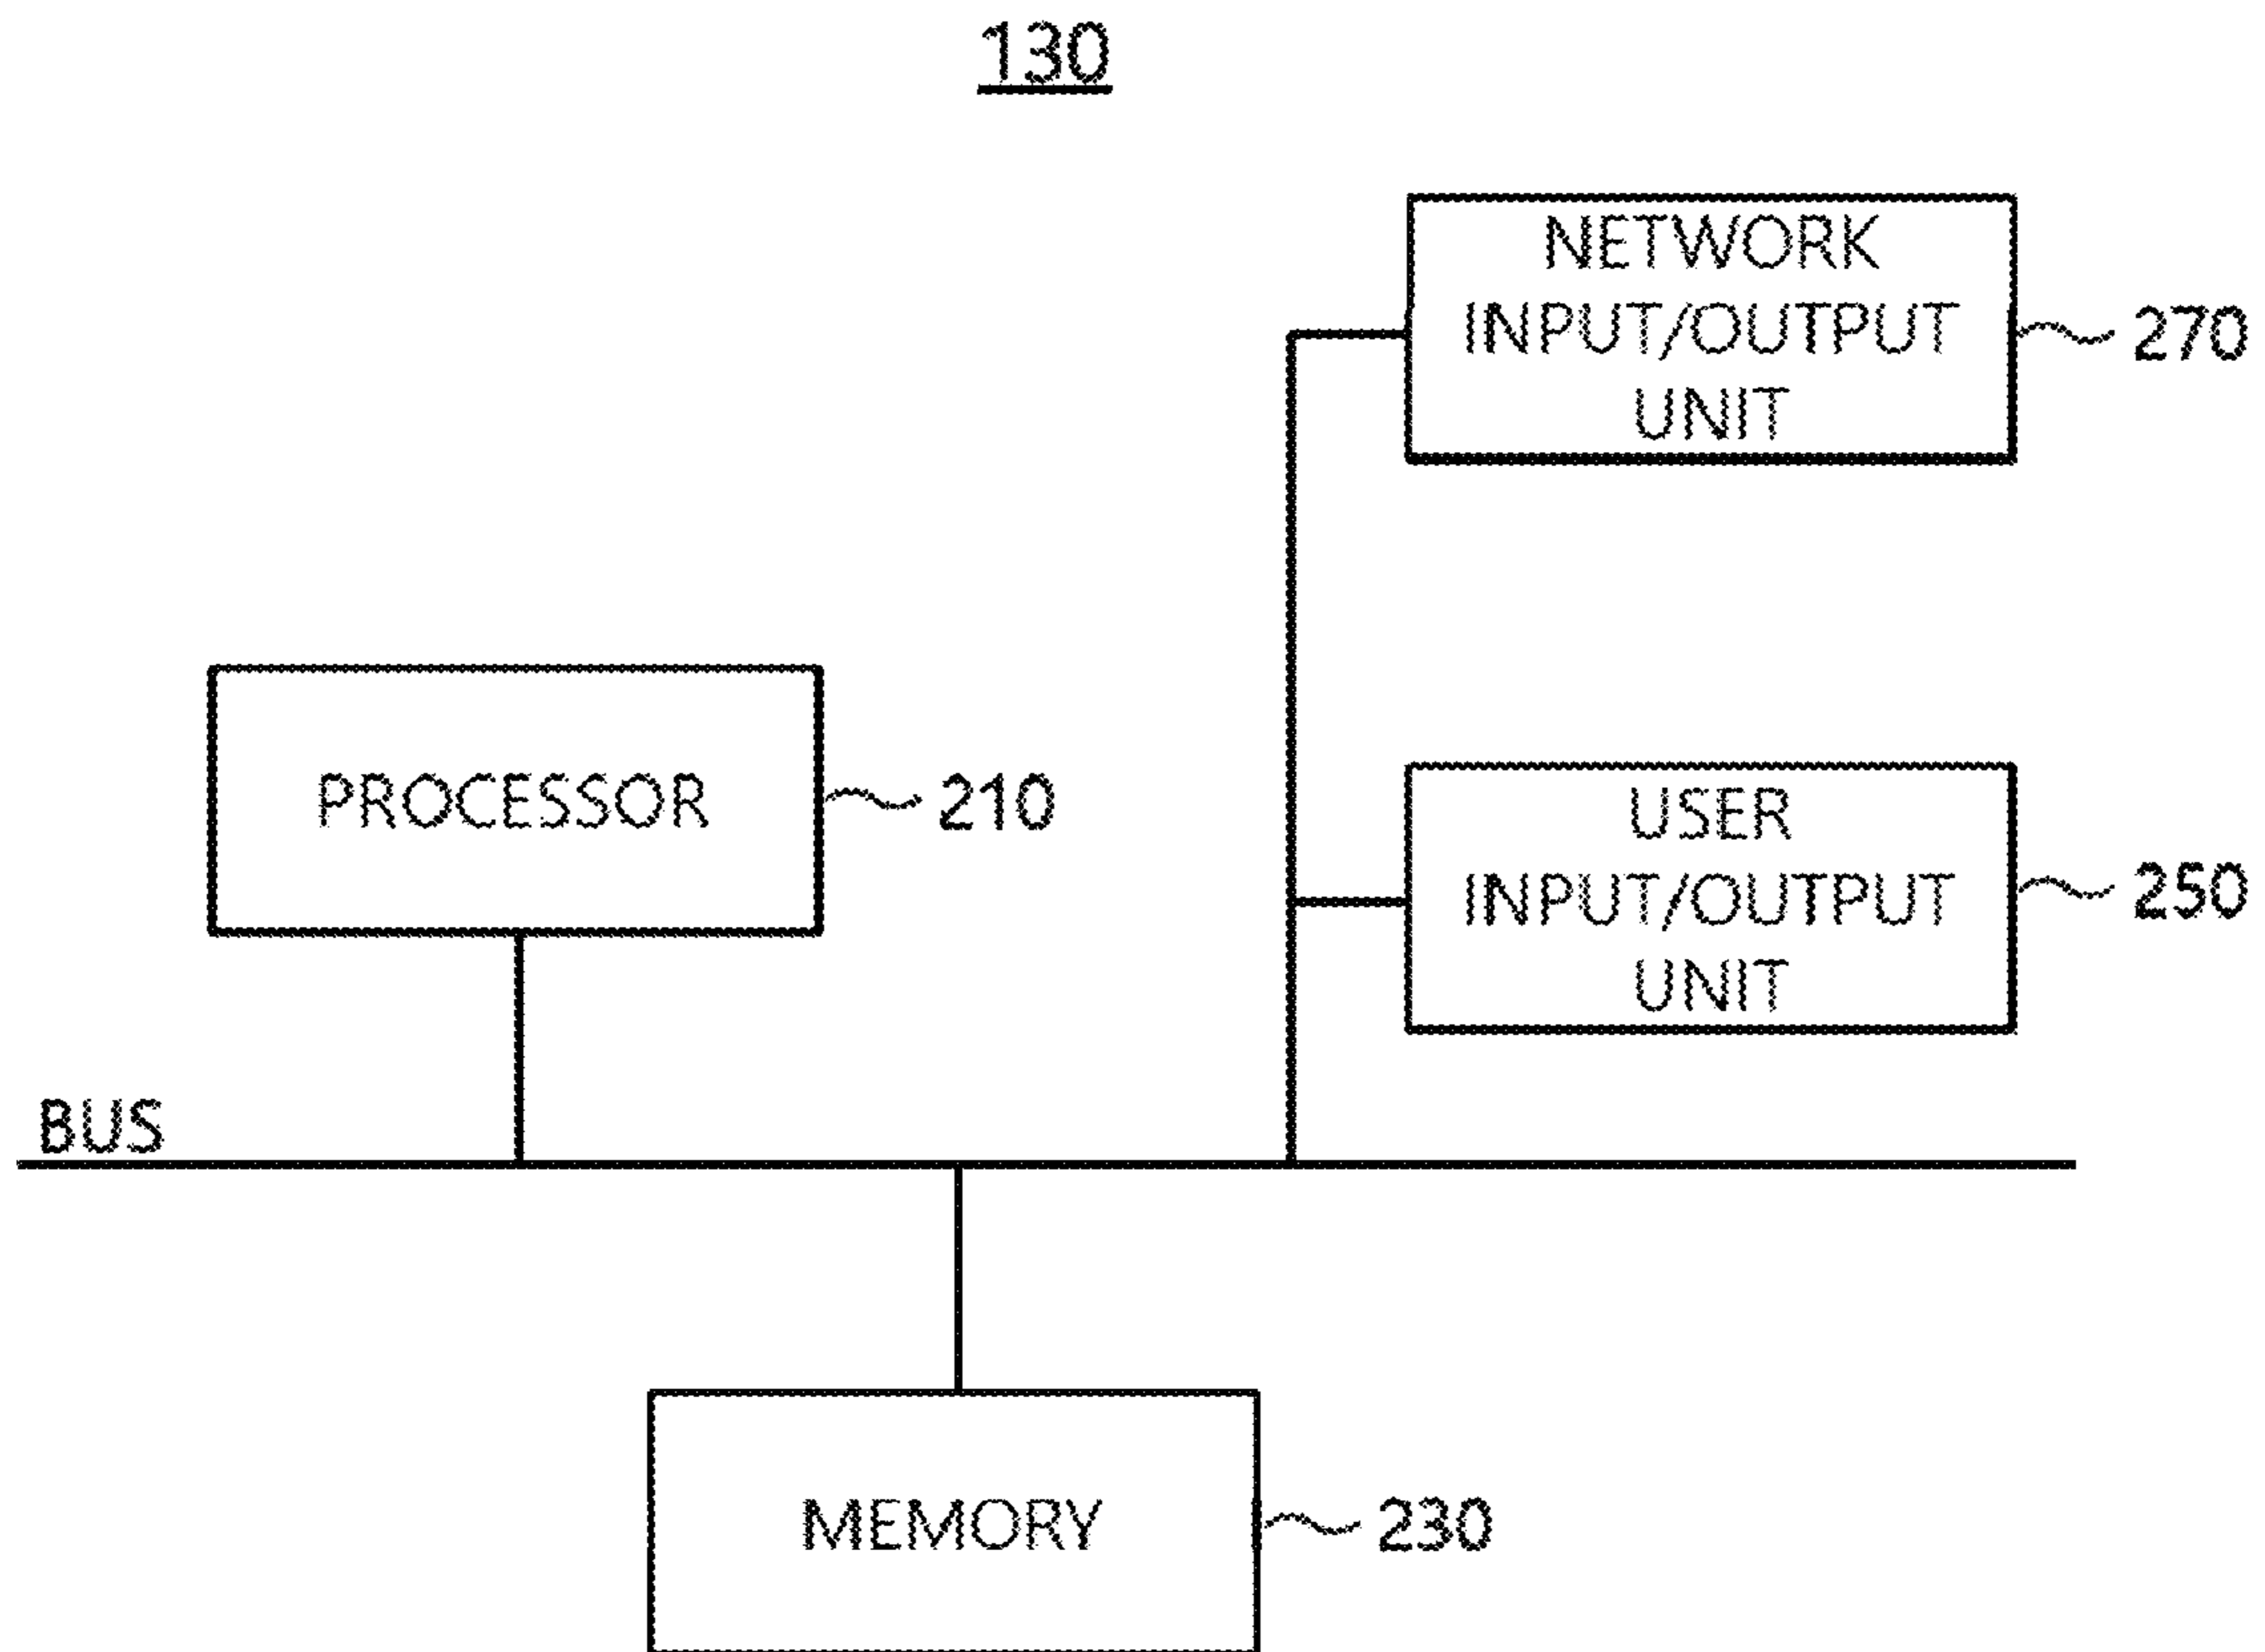 130
NETWORK
INPUT/OUTPUT
UNIT
270
PROCESSOR
210
USER
INPUT/OUTPUT
UNIT
250
BUS
MEMORY
230